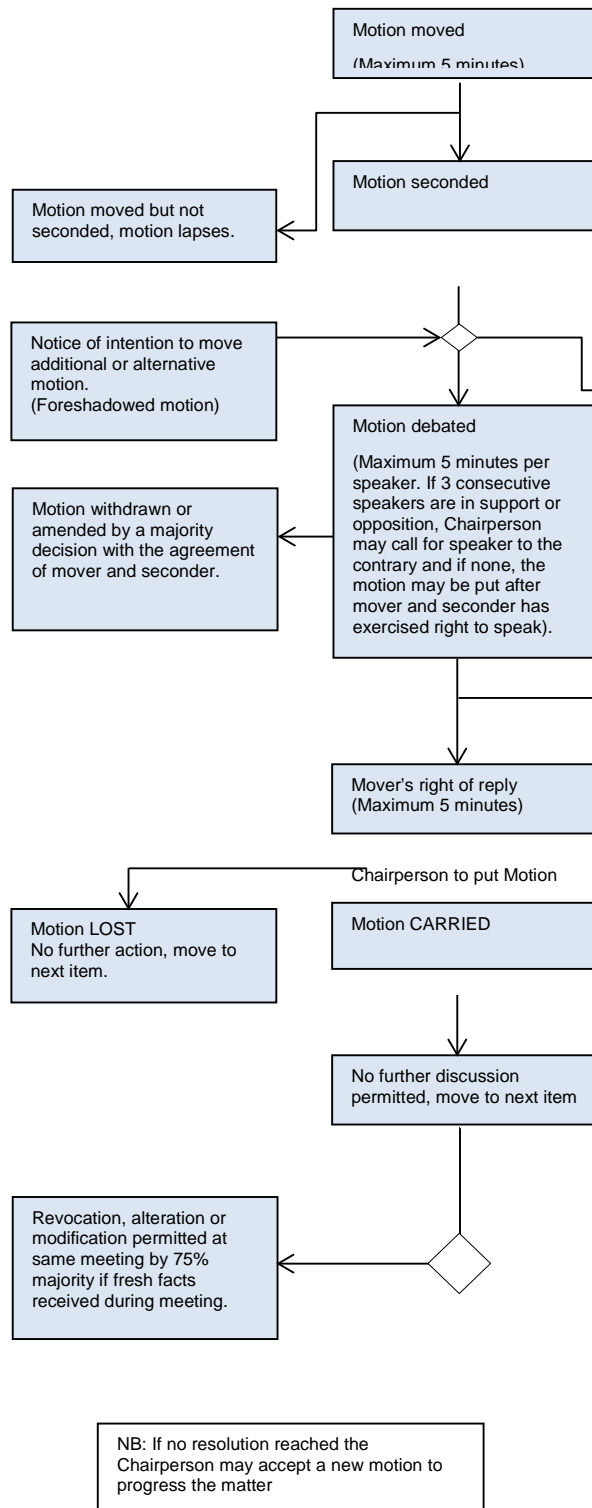 Motion moved
(Maximum 5 minutes)
Motion seconded
Motion moved but not
seconded, motion lapses.
Notice of intention to move
additional or alternative
motion.
(Foreshadowed motion)
Motion debated
(Maximum 5 minutes per
speaker. If 3 consecutive
speakers are in support or
opposition, Chairperson
may call for speaker to the
contrary and if none, the
motion may be put after
mover and seconder has
exercised right to speak).
Motion withdrawn or
amended by a majority
decision with the agreement
of mover and seconder.
Mover’s right of reply
(Maximum 5 minutes)
Chairperson to put Motion
Motion LOST
No further action, move to
next item.
Motion CARRIED
No further discussion
permitted, move to next item
Revocation, alteration or
modification permitted at
same meeting by 75%
majority if fresh facts
received during meeting.
NB: If no resolution reached the
Chairperson may accept a new motion to
progress the matter